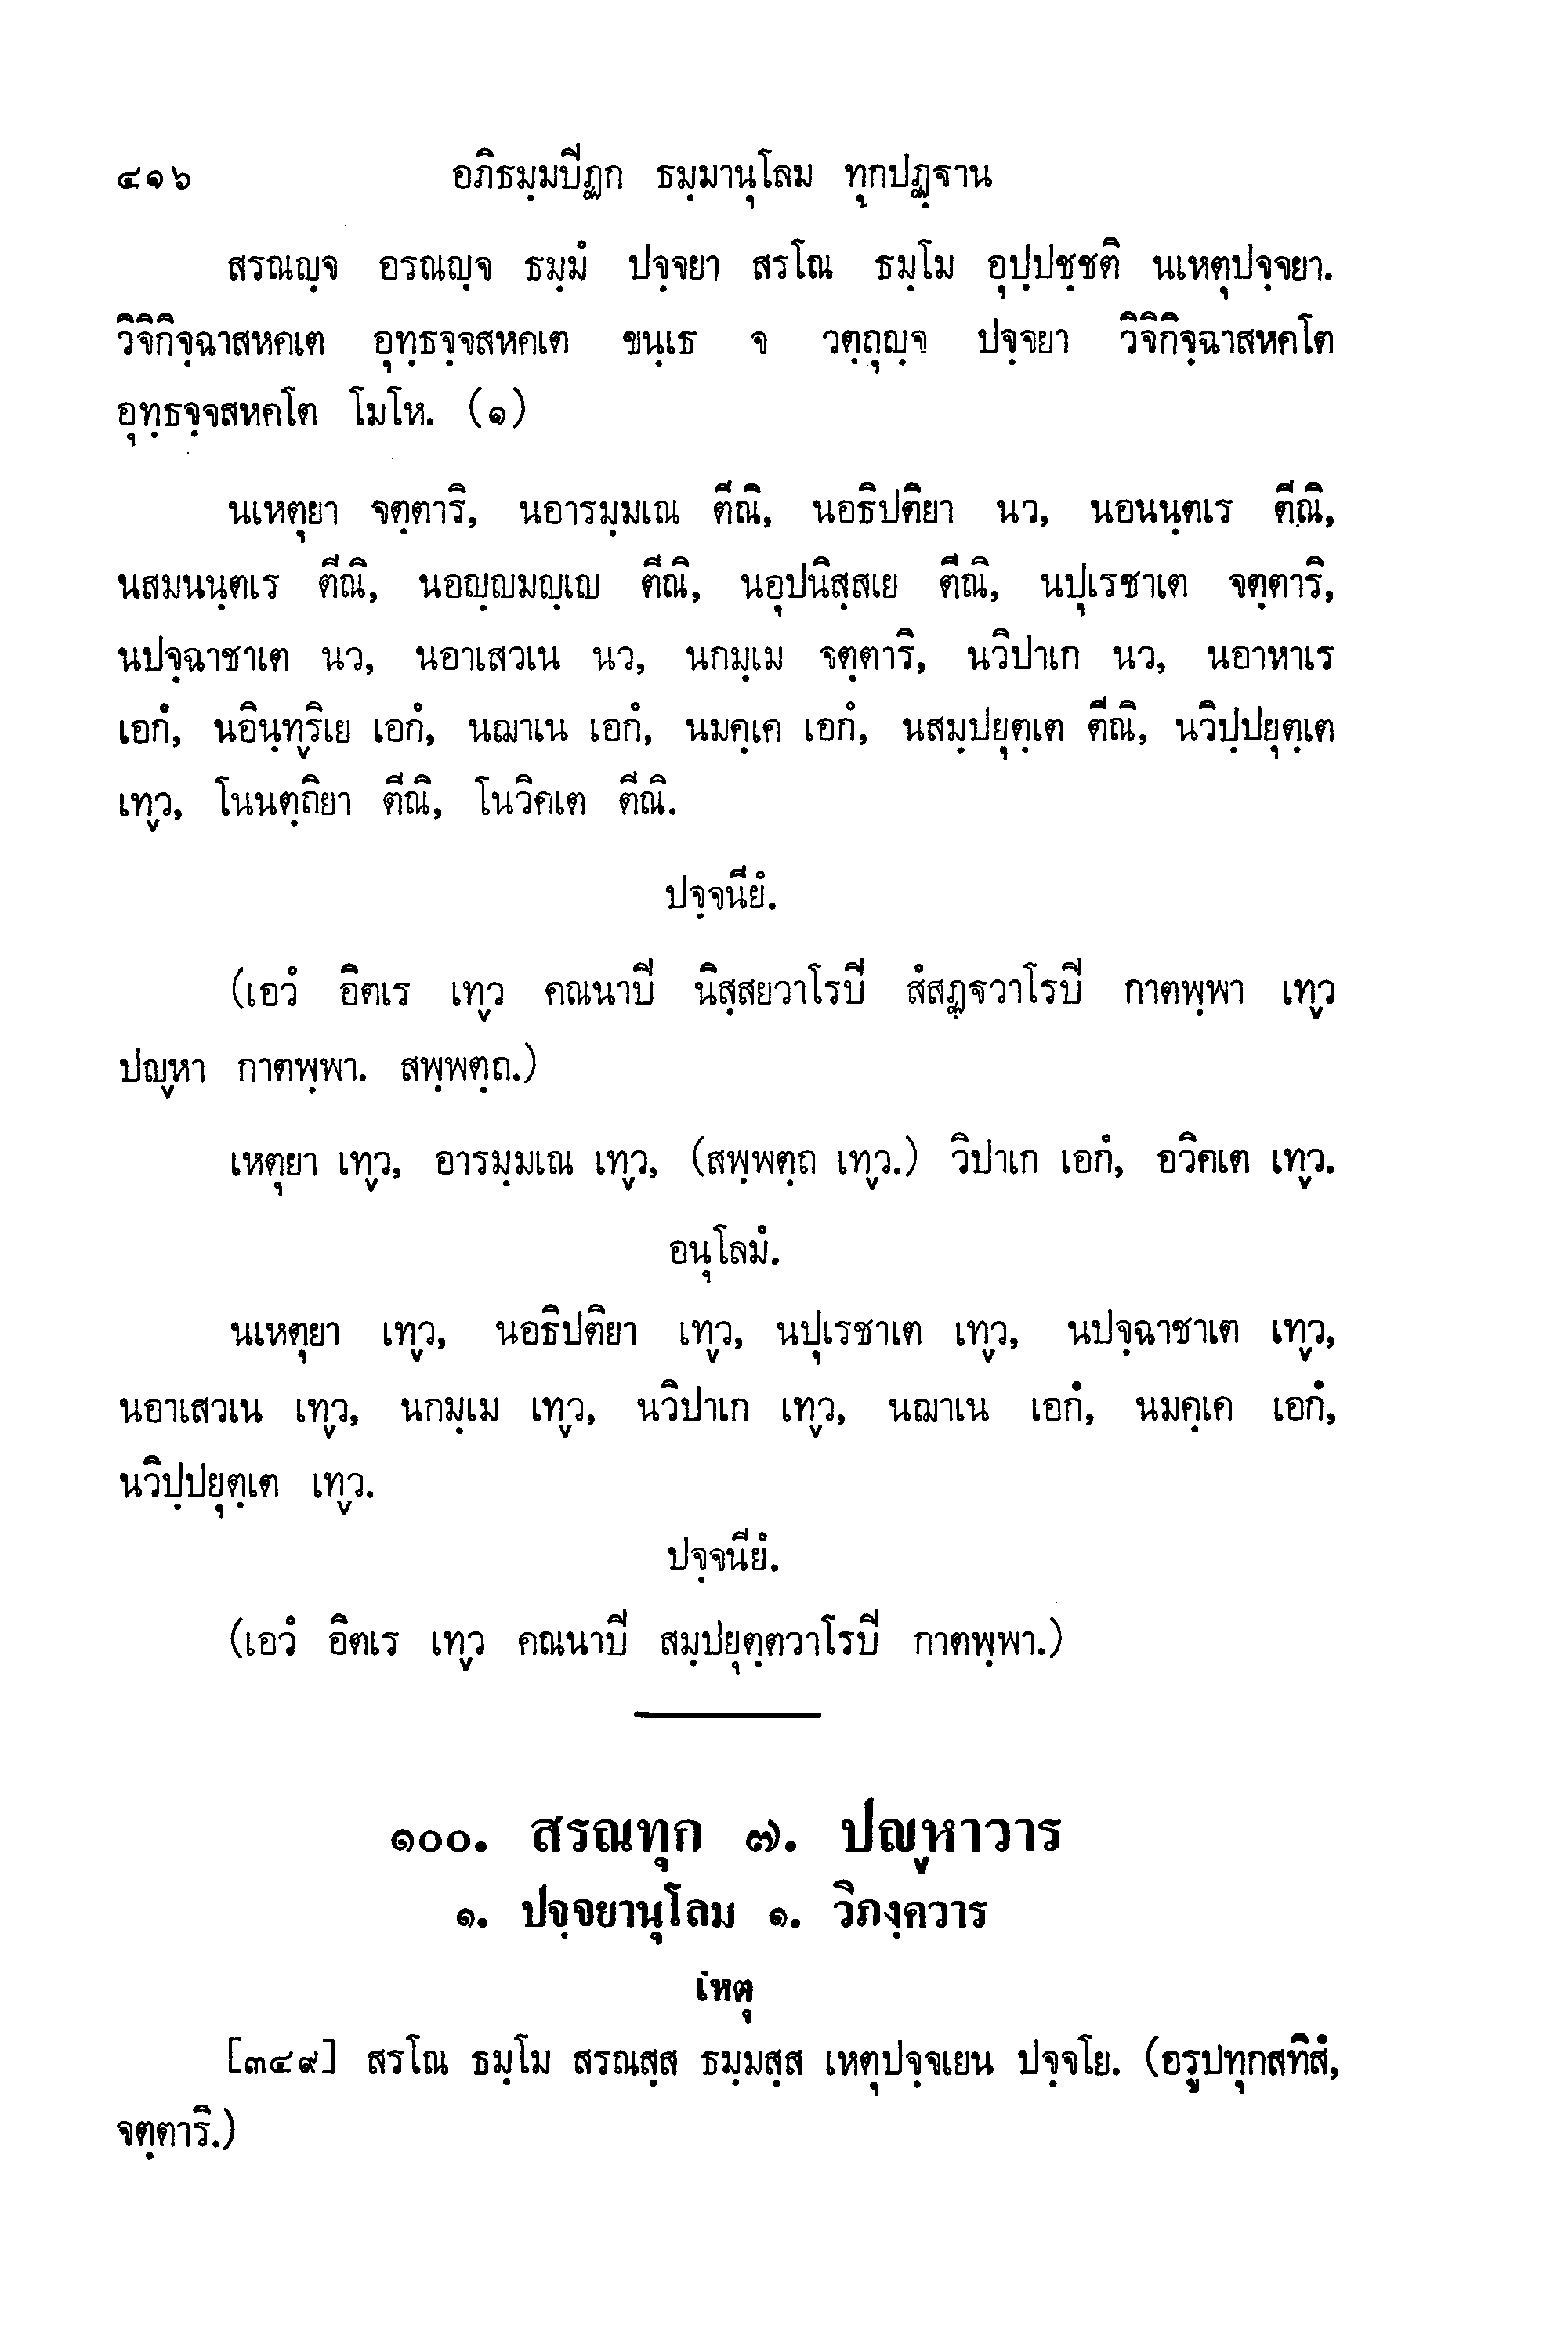 ๔๑๖ อภิธมฺมปีฏก ธมฺมานุโลม ทุกปฏฺฐาน
สรณญฺจ อรณญฺจ ธมฺมํ ปจฺจยา สรโณ ธมฺโม อุปฺปชฺชติ นเหตุปจฺจยา.
วิจิกิจฺฉาสหคเต อุทฺธจฺจสหคเต ขนฺเธ จ วตฺถุญฺจ ปจฺจยา วิจิกิจฺฉาสหคโต
อุทฺธจฺจสหคโต โมโห. (๑)
นเหตุยา จตฺตาริ, นอารมฺมเณ ตีณิ, นอธิปติยา นว, นอนนฺตเร ตีณิ,
นสมนนฺตเร ตีณิ, นอญฺญมญฺเญ ตีณิ, นอุปนิสฺสเย ตีณิ, นปุเรชาเต จตฺตาริ,
นปจฺฉาชาเต นว, นอาเสวเน นว, นกมฺเม จตฺตาริ, นวิปาเก นว, นอาหาเร
เอกํ, นอินฺทฺริเย เอกํ, นฌาเน เอกํ, นมคฺเค เอกํ, นสมฺปยุตฺเต ตีณิ, นวิปฺปยุตฺเต
เทฺว, โนนตฺถิยา ตีณิ, โนวิคเต ตีณิ.
ปจฺจนียํ.
(เอวํ อิตเร เทฺว คณนาปี นิสฺสยวาโรปี สํสฏฺฐวาโรปี กาตพฺพา เทฺว
ปญฺหา กาตพฺพา. สพฺพตฺถ.)
เหตุยา เทฺว, อารมฺมเณ เทฺว, (สพฺพตฺถ เทฺว.) วิปาเก เอกํ, อวิคเต เทฺว.
อนุโลมํ.
นเหตุยา เทฺว, นอธิปติยา เทฺว, นปุเรชาเต เทฺว, นปจฺฉาชาเต เทฺว,
นอาเสวเน เทฺว, นกมฺเม เทฺว, นวิปาเก เทฺว, นฌาเน เอกํ, นมคฺเค เอกํ,
นวิปฺปยุตฺเต เทฺว.
ปจฺจนียํ.
(เอวํ อิตเร เทฺว คณนาปี สมฺปยุตฺตวาโรปี กาตพฺพา.)
๑๐๐. สรณทุก ๗. ปญฺหาวาร
๑. ปจฺจยานุโลม ๑. วิภงฺควาร
เหตุ
[๓๔๙] สรโณ ธมฺโม สรณสฺส ธมฺมสฺส เหตุปจฺจเยน ปจฺจโย. (อรูปทุกสทิสํ,
จตฺตาริ.)